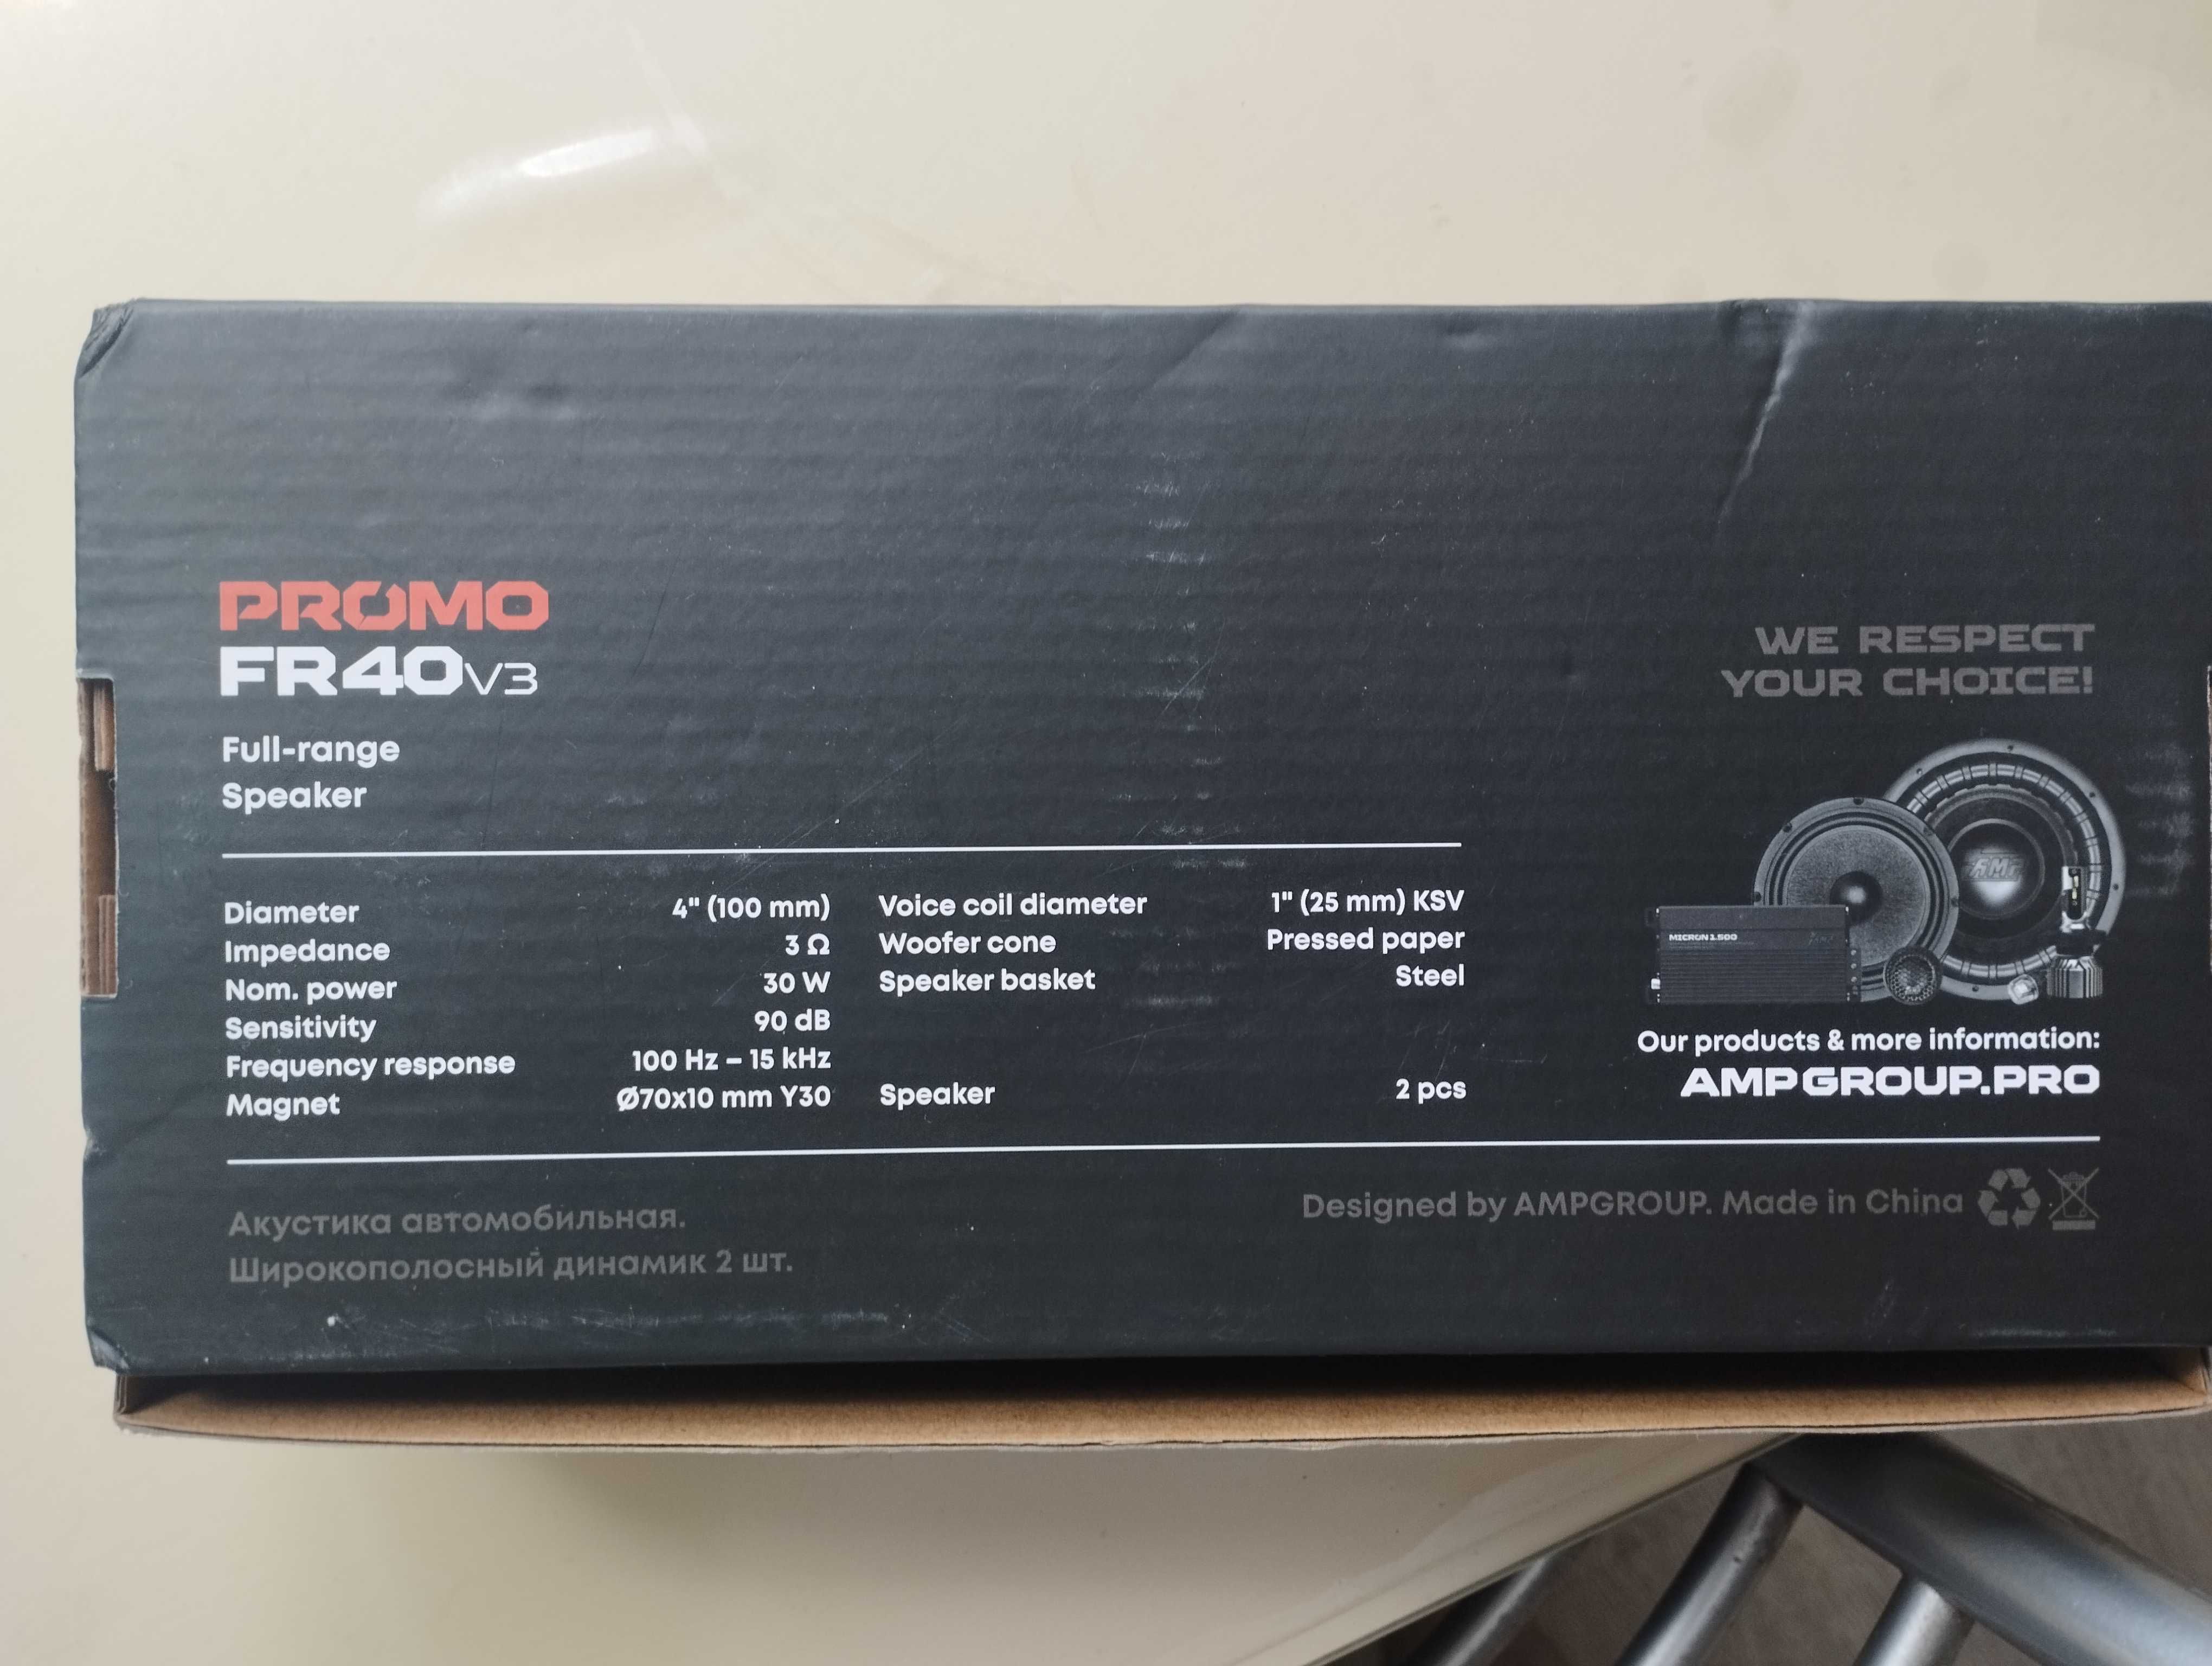 PROMO
FR40V3
Full-range
Speaker
Diameter 4" (100 mm)
Impedance 3 Ω
Nom. power 30 W
Sensitivity 90 dB
Frequency response 100 Hz – 15 kHz
Magnet Ø70x10 mm Y30
Voice coil diameter 1" (25 mm) KSV
Woofer cone Pressed paper
Speaker basket Steel
Speaker 2 pcs
WE RESPECT
YOUR CHOICE!
MICRON 1.500
Our products & more information:
AMPGROUP.PRO
Акустика автомобильная.
Широкополосный динамик 2 шт.
Designed by AMPGROUP. Made in China